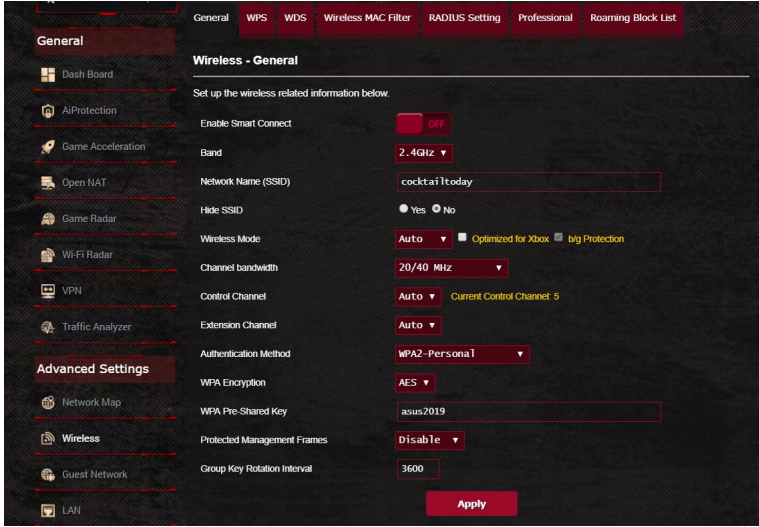 General WPS WDS Wireless MAC Filter RADIUS Setting Professional Roaming Block List
General
Dash Board
AiProtection
Game Acceleration
Open NAT
Game Radar
Wi-Fi Radar
VPN
Traffic Analyzer
Advanced Settings
Network Map
Wireless
Guest Network
LAN
Wireless - General
Set up the wireless related information below.
Enable Smart Connect OFF
Band 2.4GHz
Network Name (SSID) cocktailtoday
Hide SSID Yes No
Wireless Mode Auto Optimized for Xbox b/g Protection
Channel bandwidth 20/40 MHz
Control Channel Auto Current Control Channel: 5
Extension Channel Auto
Authentication Method WPA2-Personal
WPA Encryption AES
WPA Pre-Shared Key asus2019
Protected Management Frames Disable
Group Key Rotation Interval 3600
Apply